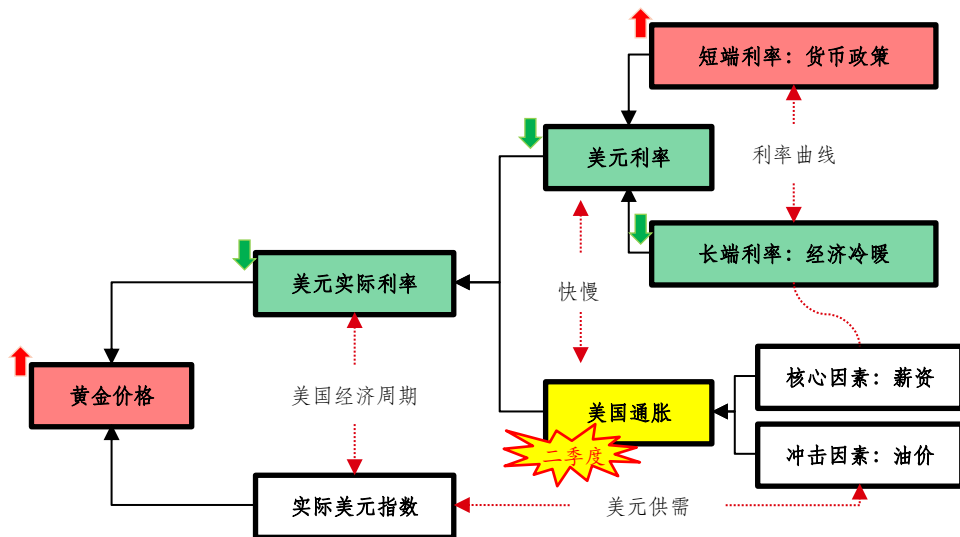 短端利率：货币政策
美元利率
利率曲线
长端利率：经济冷暖
美元实际利率
快慢
黄金价格
美国经济周期
核心因素：薪资
美国通胀
二季度
冲击因素：油价
实际美元指数
美元供需